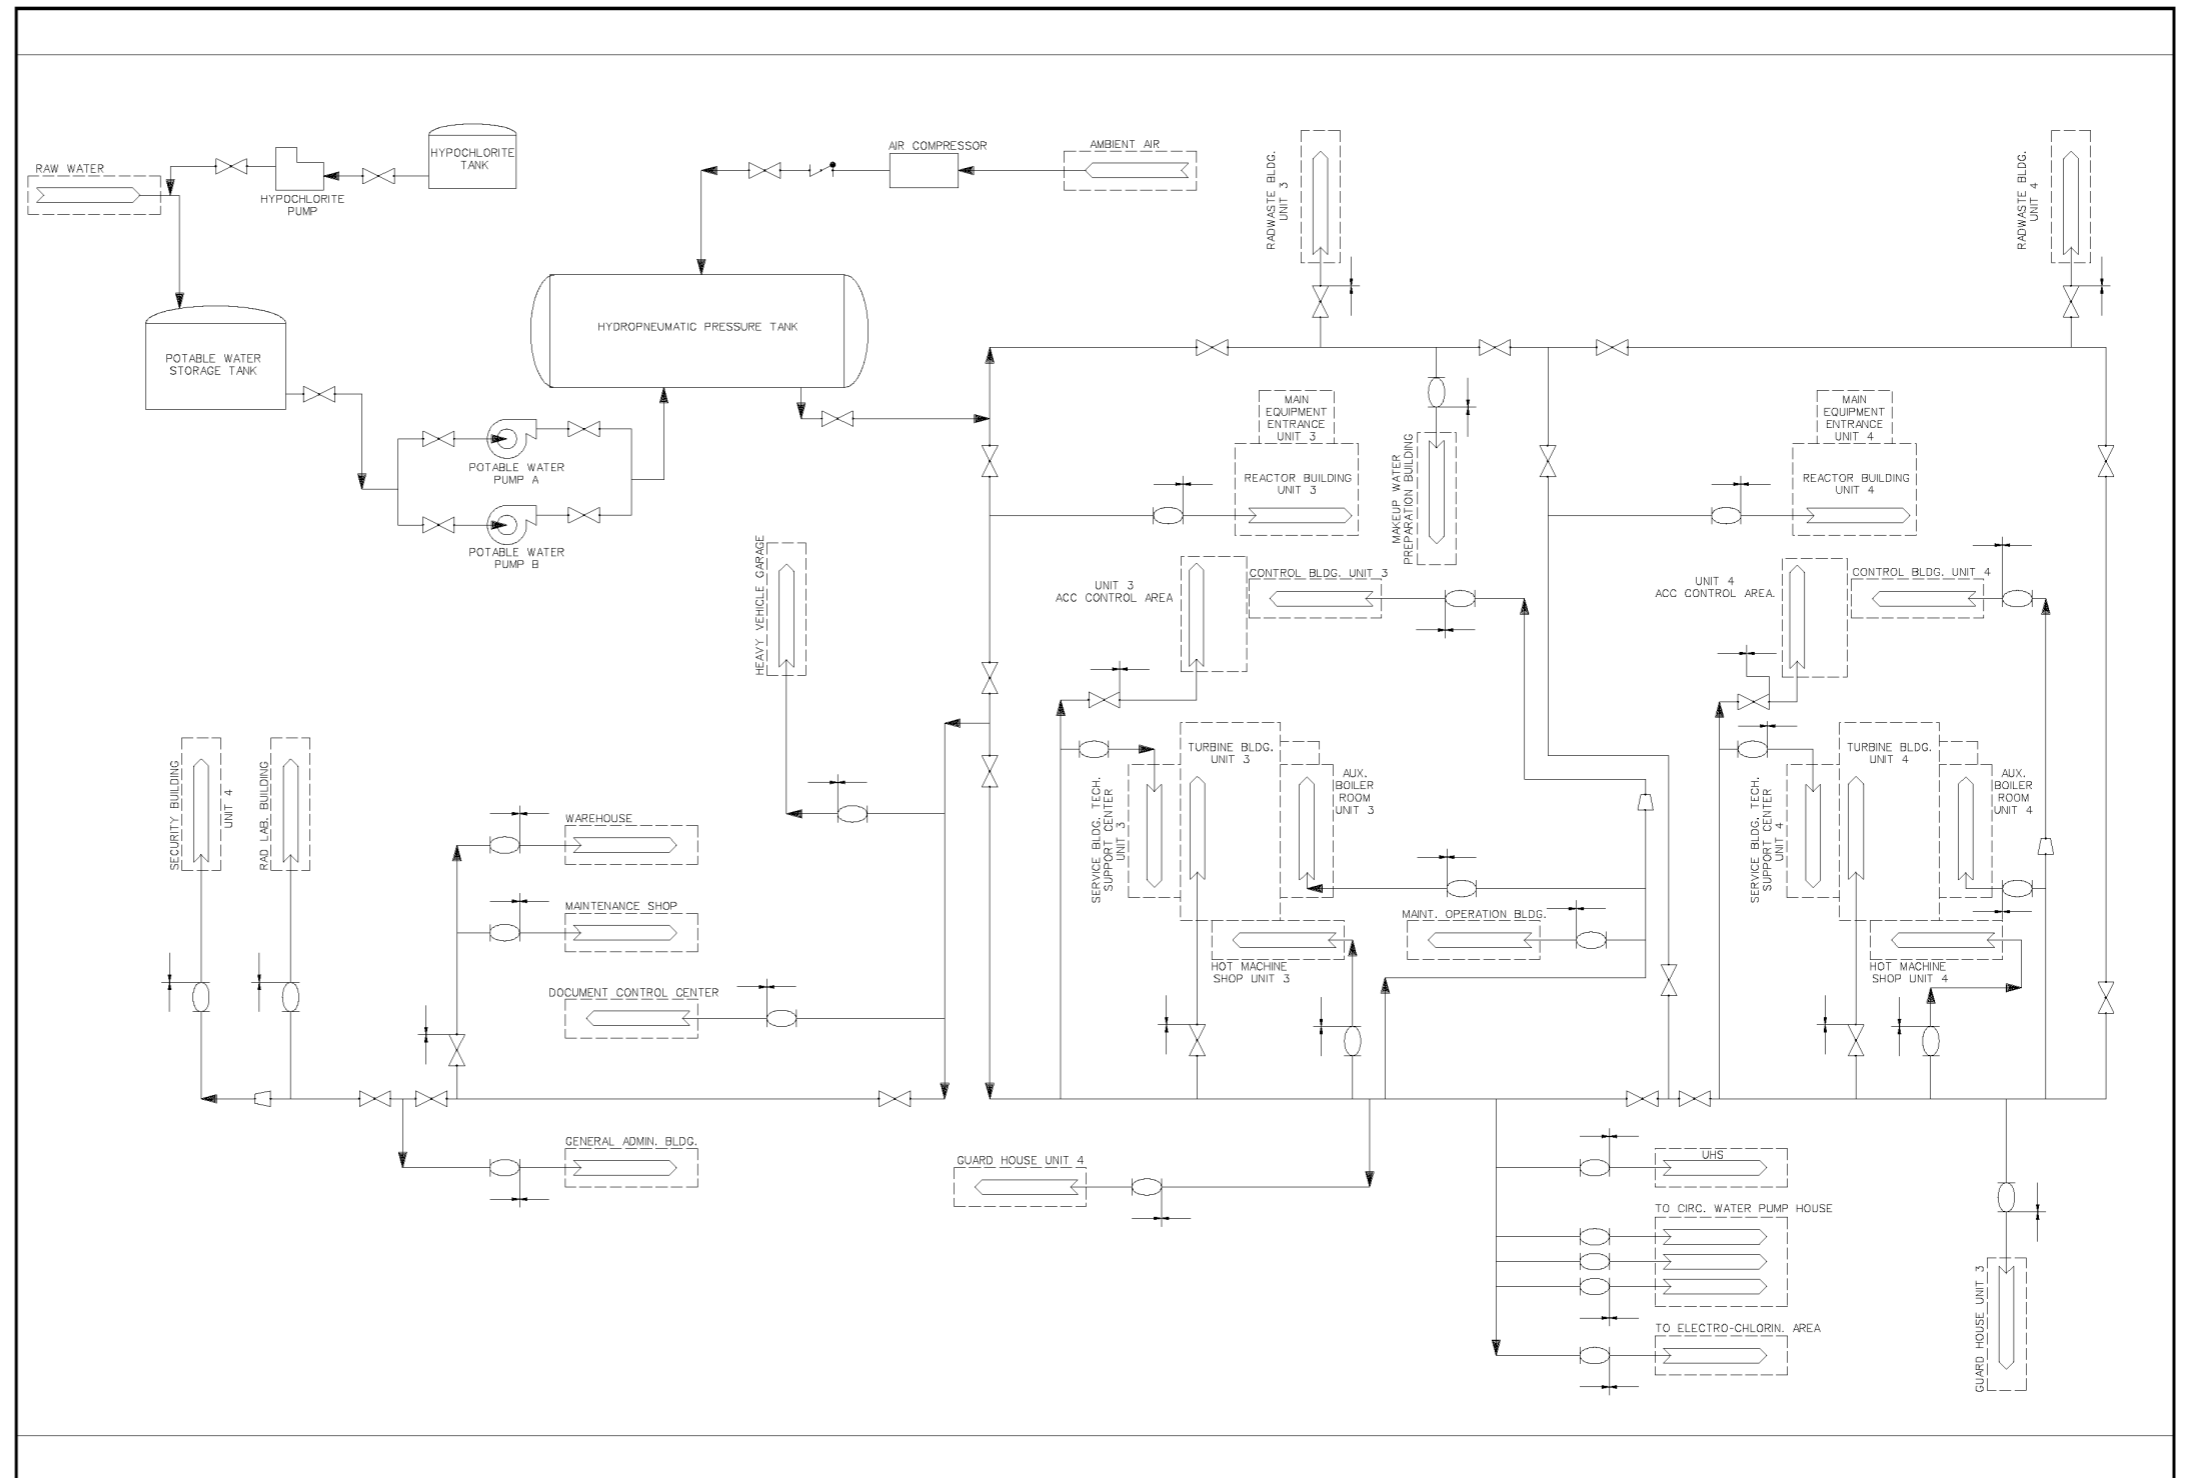 RAW WATER
HYPOCHLORITE
TANK
HYPOCHLORITE
PUMP
AIR COMPRESSOR
AMBIENT AIR
RADWASTE BLDG.
UNIT 3
RADWASTE BLDG.
UNIT 4
POTABLE WATER
STORAGE TANK
HYDROPNEUMATIC PRESSURE TANK
POTABLE WATER
PUMP A
POTABLE WATER
PUMP B
MAIN
EQUIPMENT
ENTRANCE
UNIT 3
REACTOR BUILDING
UNIT 3
MAKEUP WATER
PREPARATION BUILDING
MAIN
EQUIPMENT
ENTRANCE
UNIT 4
REACTOR BUILDING
UNIT 4
HEAVY VEHICLE GARAGE
UNIT 3
ACC CONTROL AREA
CONTROL BLDG. UNIT 3
UNIT 4
ACC CONTROL AREA.
CONTROL BLDG. UNIT 4
SECURITY BUILDING
UNIT 4
RAD LAB. BUILDING
WAREHOUSE
MAINTENANCE SHOP
DOCUMENT CONTROL CENTER
SERVICE BLDG. TECH.
SUPPORT CENTER
UNIT 3
TURBINE BLDG.
UNIT 3
AUX.
BOILER
ROOM
UNIT 3
MAINT. OPERATION BLDG.
HOT MACHINE
SHOP UNIT 3
SERVICE BLDG. TECH.
SUPPORT CENTER
UNIT 4
TURBINE BLDG.
UNIT 4
AUX.
BOILER
ROOM
UNIT 4
HOT MACHINE
SHOP UNIT 4
GENERAL ADMIN. BLDG.
GUARD HOUSE UNIT 4
UHS
TO CIRC. WATER PUMP HOUSE
TO ELECTRO-CHLORIN. AREA
GUARD HOUSE UNIT 3